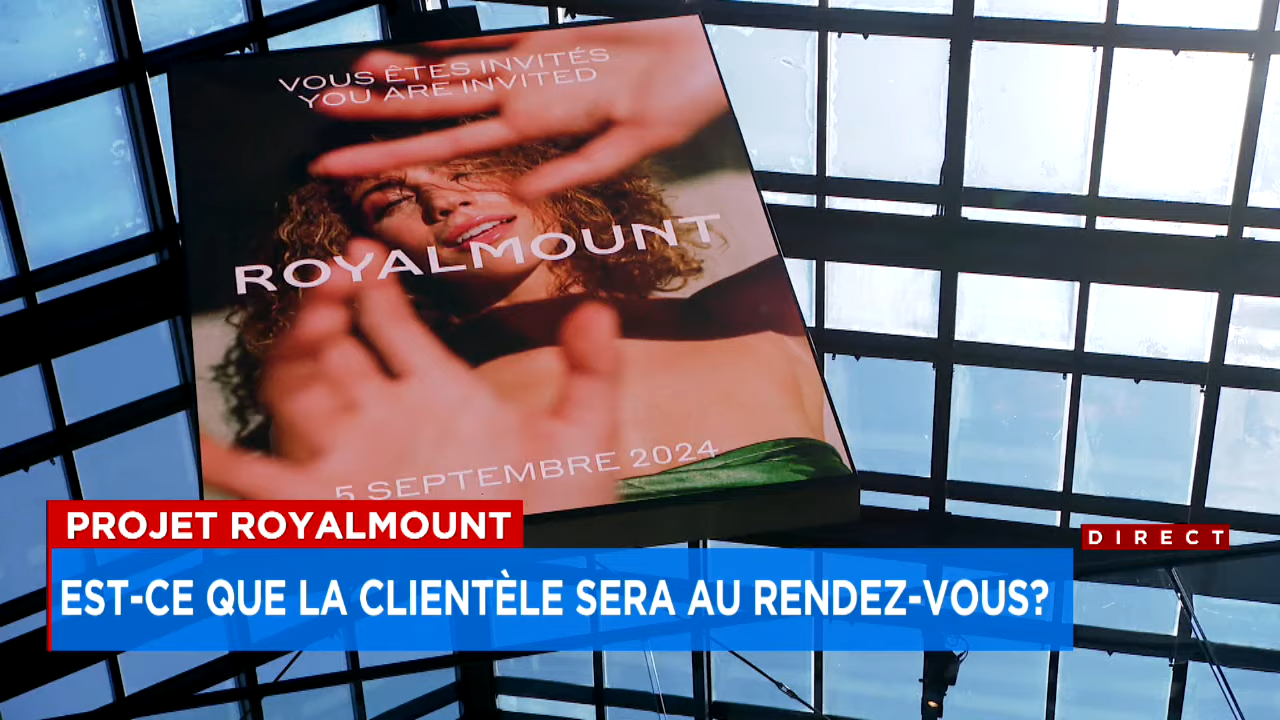 VOUS ÊTES INVITÉS
YOU ARE INVITED
ROYALMOUNT
5 SEPTEMBRE 2024
PROJET ROYALMOUNT
DIRECT
EST-CE QUE LA CLIENTÈLE SERA AU RENDEZ-VOUS?